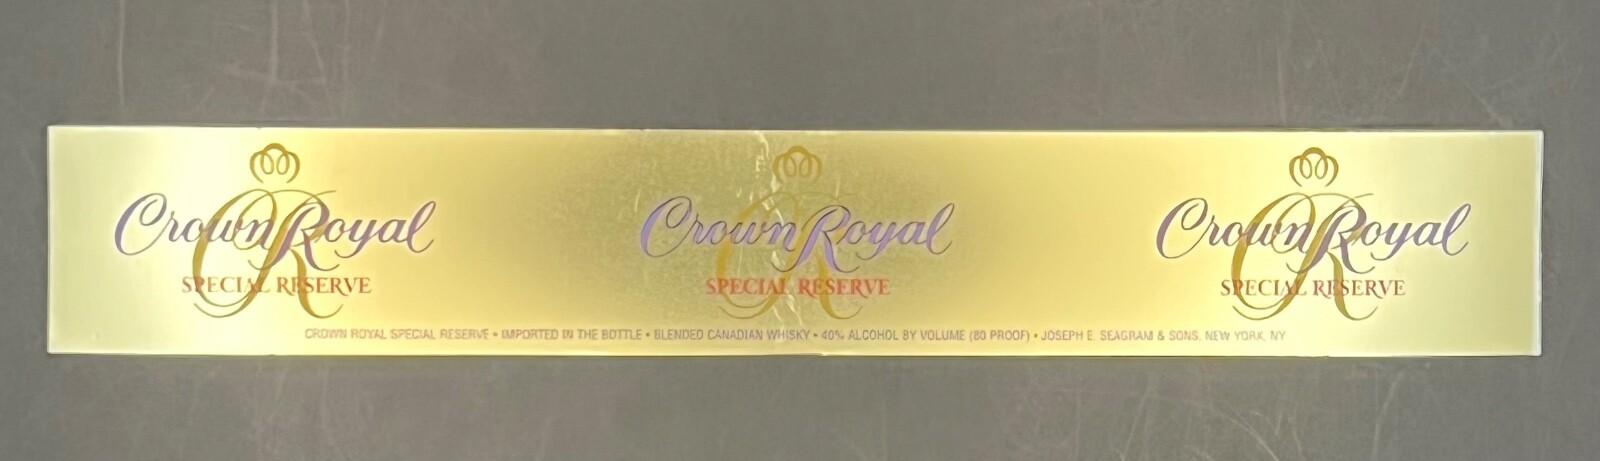 Crown Royal Crown Royal Crown Royal
SPECIAL RESERVE SPECIAL RESERVE SPECIAL RESERVE
CROWN ROYAL SPECIAL RESERVE • IMPORTED IN THE BOTTLE • BLENDED CANADIAN WHISKY • 40% ALCOHOL BY VOLUME (80 PROOF) • JOSEPH E. SEAGRAM & SONS, NEW YORK, NY